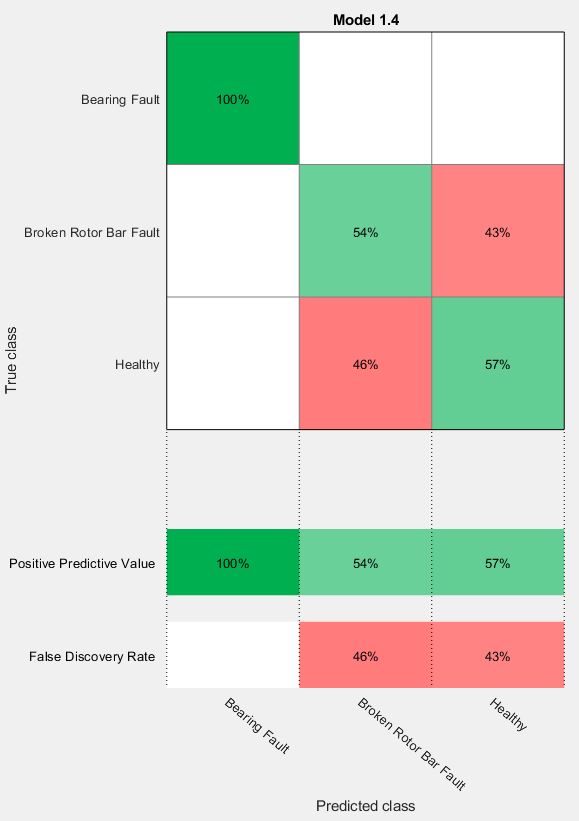 Model 1.4
Bearing Fault
100%
Broken Rotor Bar Fault
54%
43%
Healthy
46%
57%
True class
Positive Predictive Value
100%
54%
57%
False Discovery Rate
46%
43%
Bearing Fault
Broken Rotor Bar Fault
Healthy
Predicted class